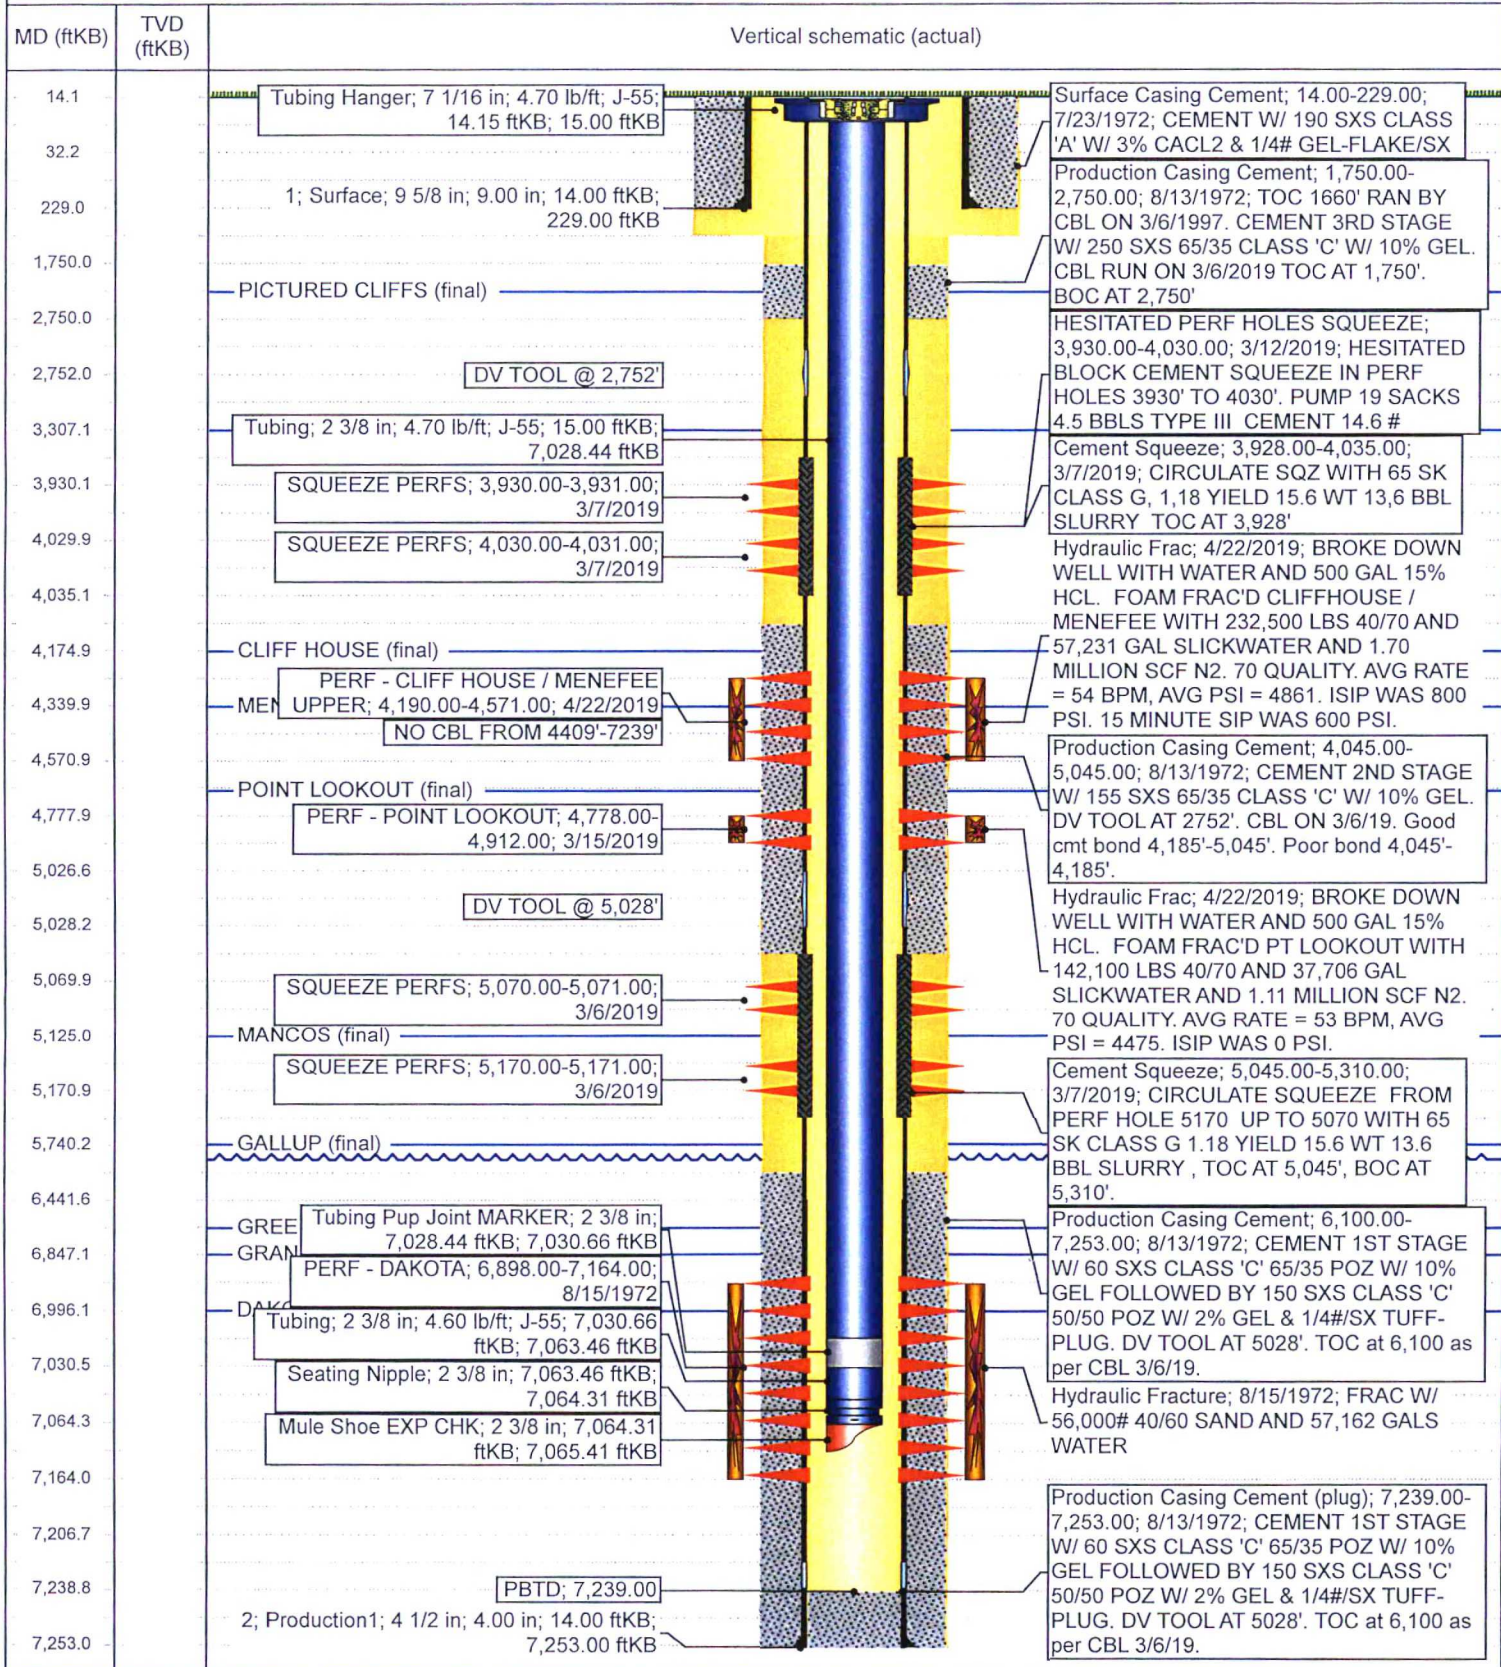 MD (ftKB)
TVD
(ftKB)
Vertical schematic (actual)
14.1
32.2
229.0
1,750.0
2,750.0
2,752.0
3,307.1
3,930.1
4,029.9
4,035.1
4,174.9
4,339.9
4,570.9
4,777.9
5,026.6
5,028.2
5,069.9
5,125.0
5,170.9
5,740.2
6,441.6
6,847.1
6,996.1
7,030.5
7,064.3
7,164.0
7,206.7
7,238.8
7,253.0
Tubing Hanger; 7 1/16 in; 4.70 lb/ft; J-55;
14.15 ftKB; 15.00 ftKB
1; Surface; 9 5/8 in; 9.00 in; 14.00 ftKB;
229.00 ftKB
PICTURED CLIFFS (final)
DV TOOL @ 2,752'
Tubing; 2 3/8 in; 4.70 lb/ft; J-55; 15.00 ftKB;
7,028.44 ftKB
SQUEEZE PERFS; 3,930.00-3,931.00;
3/7/2019
SQUEEZE PERFS; 4,030.00-4,031.00;
3/7/2019
CLIFF HOUSE (final)
PERF - CLIFF HOUSE / MENEFEE
MEN
UPPER; 4,190.00-4,571.00; 4/22/2019
NO CBL FROM 4409'-7239'
POINT LOOKOUT (final)
PERF - POINT LOOKOUT; 4,778.00-
4,912.00; 3/15/2019
DV TOOL @ 5,028'
SQUEEZE PERFS; 5,070.00-5,071.00;
3/6/2019
MANCOS (final)
SQUEEZE PERFS; 5,170.00-5,171.00;
3/6/2019
GALLUP (final)
GREE
Tubing Pup Joint MARKER; 2 3/8 in;
7,028.44 ftKB; 7,030.66 ftKB
GRAN
PERF - DAKOTA; 6,898.00-7,164.00;
8/15/1972
Tubing; 2 3/8 in; 4.60 lb/ft; J-55; 7,030.66
ftKB; 7,063.46 ftKB
Seating Nipple; 2 3/8 in; 7,063.46 ftKB;
7,064.31 ftKB
Mule Shoe EXP CHK; 2 3/8 in; 7,064.31
ftKB; 7,065.41 ftKB
PBTD; 7,239.00
2; Production1; 4 1/2 in; 4.00 in; 14.00 ftKB;
7,253.00 ftKB
Surface Casing Cement; 14.00-229.00;
7/23/1972; CEMENT W/ 190 SXS CLASS
'A' W/ 3% CACL2 & 1/4# GEL-FLAKE/SX
Production Casing Cement; 1,750.00-
2,750.00; 8/13/1972; TOC 1660' RAN BY
CBL ON 3/6/1997. CEMENT 3RD STAGE
W/ 250 SXS 65/35 CLASS 'C' W/ 10% GEL.
CBL RUN ON 3/6/2019 TOC AT 1,750'.
BOC AT 2,750'
HESITATED PERF HOLES SQUEEZE;
3,930.00-4,030.00; 3/12/2019; HESITATED
BLOCK CEMENT SQUEEZE IN PERF
HOLES 3930' TO 4030'. PUMP 19 SACKS
4.5 BBLS TYPE III CEMENT 14.6 #
Cement Squeeze; 3,928.00-4,035.00;
3/7/2019; CIRCULATE SQZ WITH 65 SK
CLASS G, 1,18 YIELD 15.6 WT 13,6 BBL
SLURRY TOC AT 3,928'
Hydraulic Frac; 4/22/2019; BROKE DOWN
WELL WITH WATER AND 500 GAL 15%
HCL. FOAM FRAC'D CLIFFHOUSE /
MENEFEE WITH 232,500 LBS 40/70 AND
57,231 GAL SLICKWATER AND 1.70
MILLION SCF N2. 70 QUALITY. AVG RATE
= 54 BPM, AVG PSI = 4861. ISIP WAS 800
PSI. 15 MINUTE SIP WAS 600 PSI.
Production Casing Cement; 4,045.00-
5,045.00; 8/13/1972; CEMENT 2ND STAGE
W/ 155 SXS 65/35 CLASS 'C' W/ 10% GEL.
DV TOOL AT 2752'. CBL ON 3/6/19. Good
cmt bond 4,185'-5,045'. Poor bond 4,045'-
4,185'.
Hydraulic Frac; 4/22/2019; BROKE DOWN
WELL WITH WATER AND 500 GAL 15%
HCL. FOAM FRAC'D PT LOOKOUT WITH
142,100 LBS 40/70 AND 37,706 GAL
SLICKWATER AND 1.11 MILLION SCF N2.
70 QUALITY. AVG RATE = 53 BPM, AVG
PSI = 4475. ISIP WAS 0 PSI.
Cement Squeeze; 5,045.00-5,310.00;
3/7/2019; CIRCULATE SQUEEZE FROM
PERF HOLE 5170 UP TO 5070 WITH 65
SK CLASS G 1.18 YIELD 15.6 WT 13.6
BBL SLURRY , TOC AT 5,045', BOC AT
5,310'.
Production Casing Cement; 6,100.00-
7,253.00; 8/13/1972; CEMENT 1ST STAGE
W/ 60 SXS CLASS 'C' 65/35 POZ W/ 10%
GEL FOLLOWED BY 150 SXS CLASS 'C'
50/50 POZ W/ 2% GEL & 1/4#/SX TUFF-
PLUG. DV TOOL AT 5028'. TOC at 6,100 as
per CBL 3/6/19.
Hydraulic Fracture; 8/15/1972; FRAC W/
56,000# 40/60 SAND AND 57,162 GALS
WATER
Production Casing Cement (plug); 7,239.00-
7,253.00; 8/13/1972; CEMENT 1ST STAGE
W/ 60 SXS CLASS 'C' 65/35 POZ W/ 10%
GEL FOLLOWED BY 150 SXS CLASS 'C'
50/50 POZ W/ 2% GEL & 1/4#/SX TUFF-
PLUG. DV TOOL AT 5028'. TOC at 6,100 as
per CBL 3/6/19.